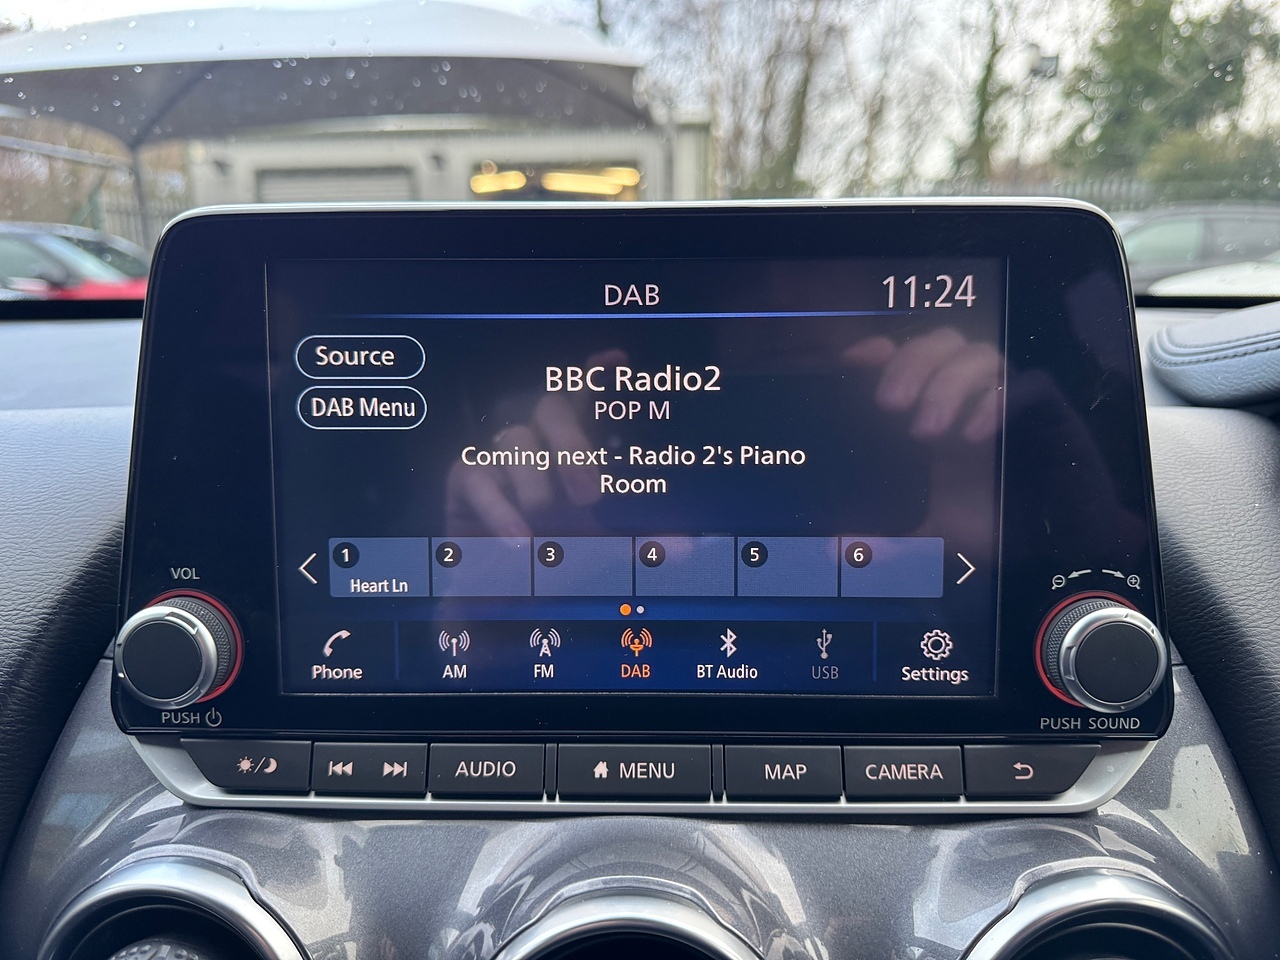 DAB
11:24
Source
DAB Menu
BBC Radio2
POP M
Coming next - Radio 2's Piano
Room
1
2
3
4
5
6
Heart Ln
Phone
AM
FM
DAB
BT Audio
USB
Settings
VOL
PUSH
PUSH SOUND
AUDIO
MENU
MAP
CAMERA